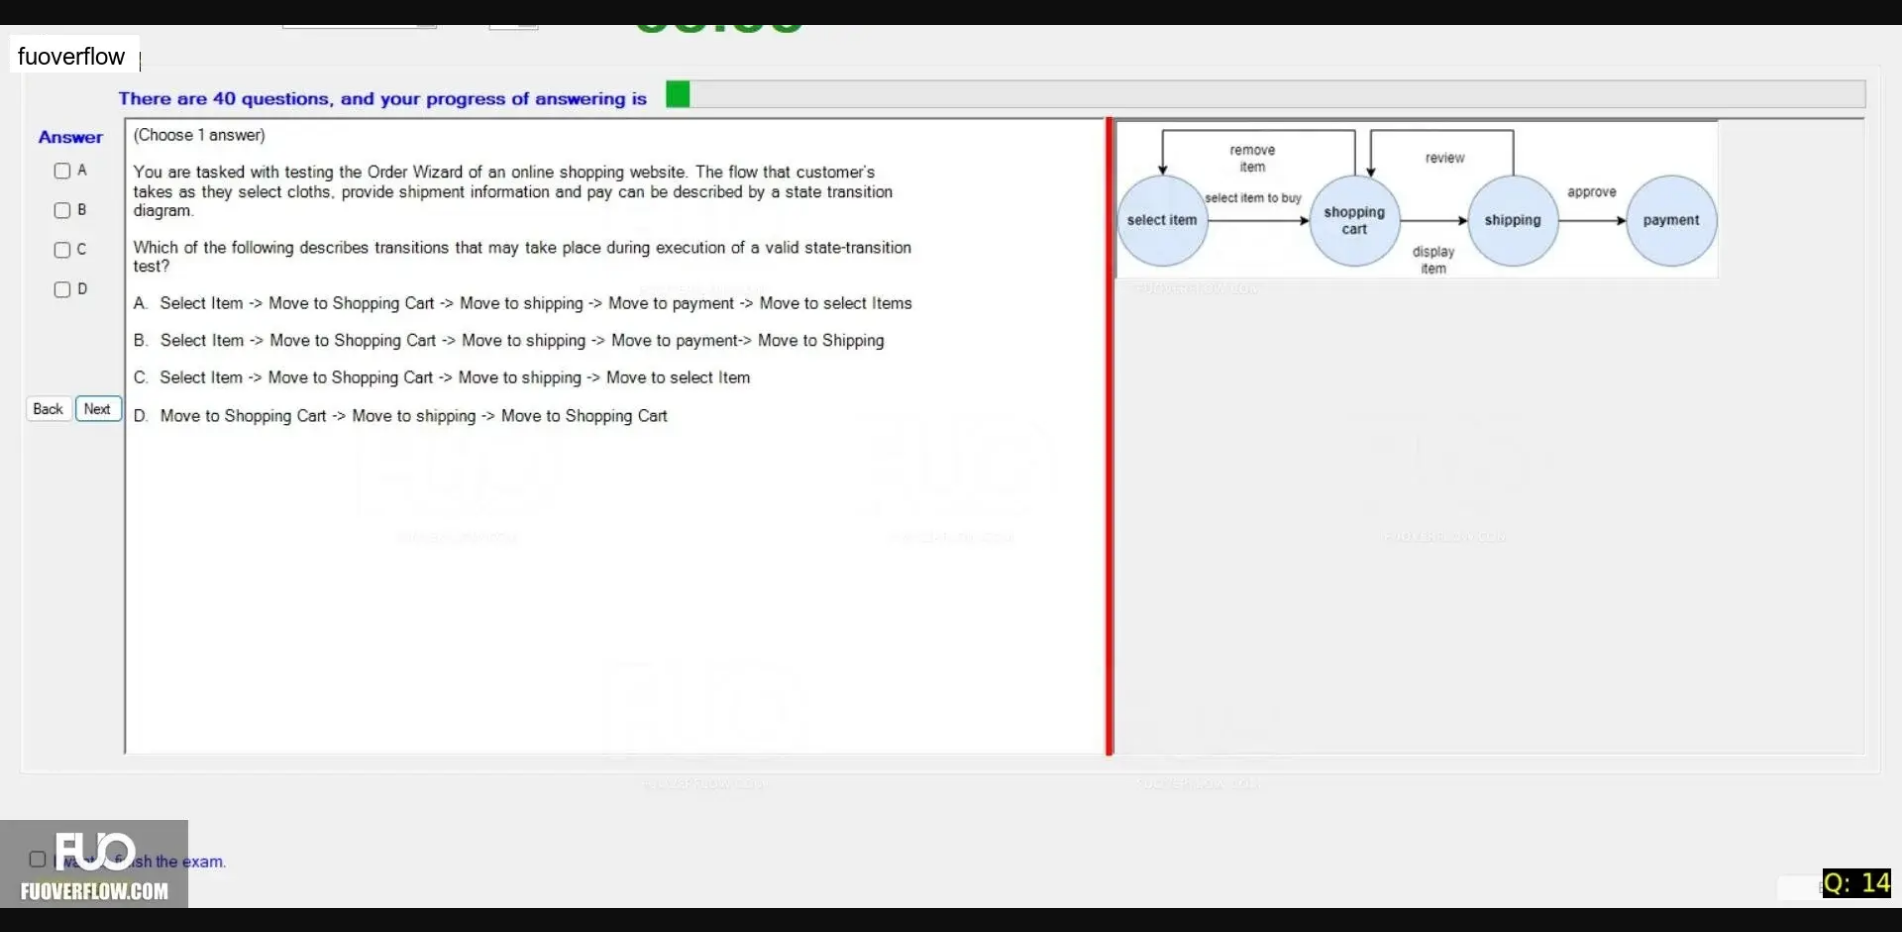 fuoverflow
There are 40 questions, and your progress of answering is
Answer
A
B
C
D
Back
Next
(Choose 1 answer)
You are tasked with testing the Order Wizard of an online shopping website. The flow that customer's
takes as they select cloths, provide shipment information and pay can be described by a state transition
diagram.
Which of the following describes transitions that may take place during execution of a valid state-transition
test?
A. Select Item -> Move to Shopping Cart -> Move to shipping -> Move to payment -> Move to select Items
B. Select Item -> Move to Shopping Cart -> Move to shipping -> Move to payment-> Move to Shipping
C. Select Item -> Move to Shopping Cart -> Move to shipping -> Move to select Item
D. Move to Shopping Cart -> Move to shipping -> Move to Shopping Cart
remove
item
review
select item to buy
approve
select item
shopping
cart
shipping
payment
display
item
FUO
FUOVERFLOW.COM
the exam.
Q: 14